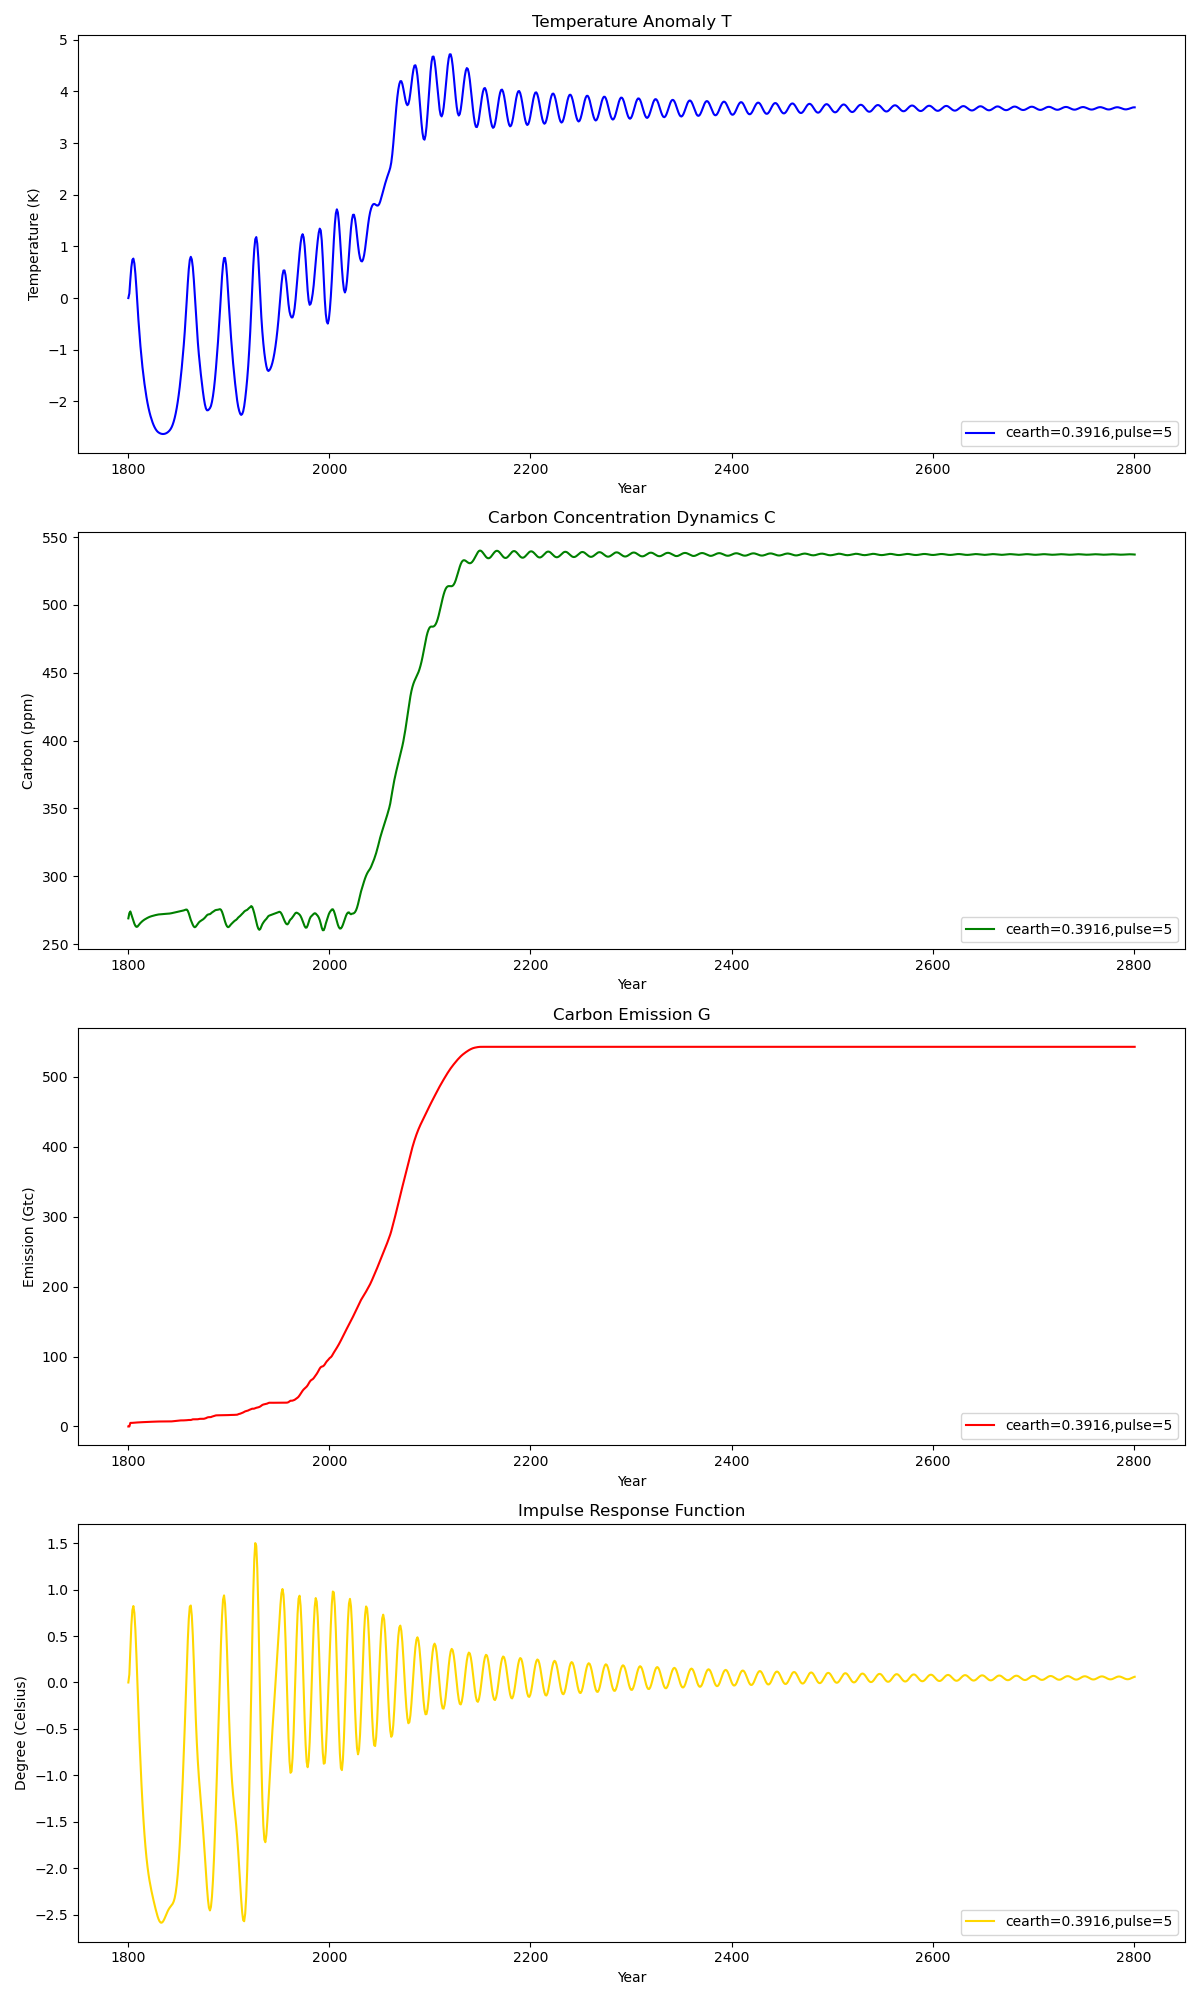 Temperature Anomaly T
Temperature (K)
5
4
3
2
1
0
−1
−2
cearth=0.3916,pulse=5
1800 2000 2200 2400 2600 2800
Year
Carbon Concentration Dynamics C
Carbon (ppm)
550
500
450
400
350
300
250
cearth=0.3916,pulse=5
1800 2000 2200 2400 2600 2800
Year
Carbon Emission G
Emission (Gtc)
500
400
300
200
100
0
cearth=0.3916,pulse=5
1800 2000 2200 2400 2600 2800
Year
Impulse Response Function
Degree (Celsius)
1.5
1.0
0.5
0.0
−0.5
−1.0
−1.5
−2.0
−2.5
cearth=0.3916,pulse=5
1800 2000 2200 2400 2600 2800
Year